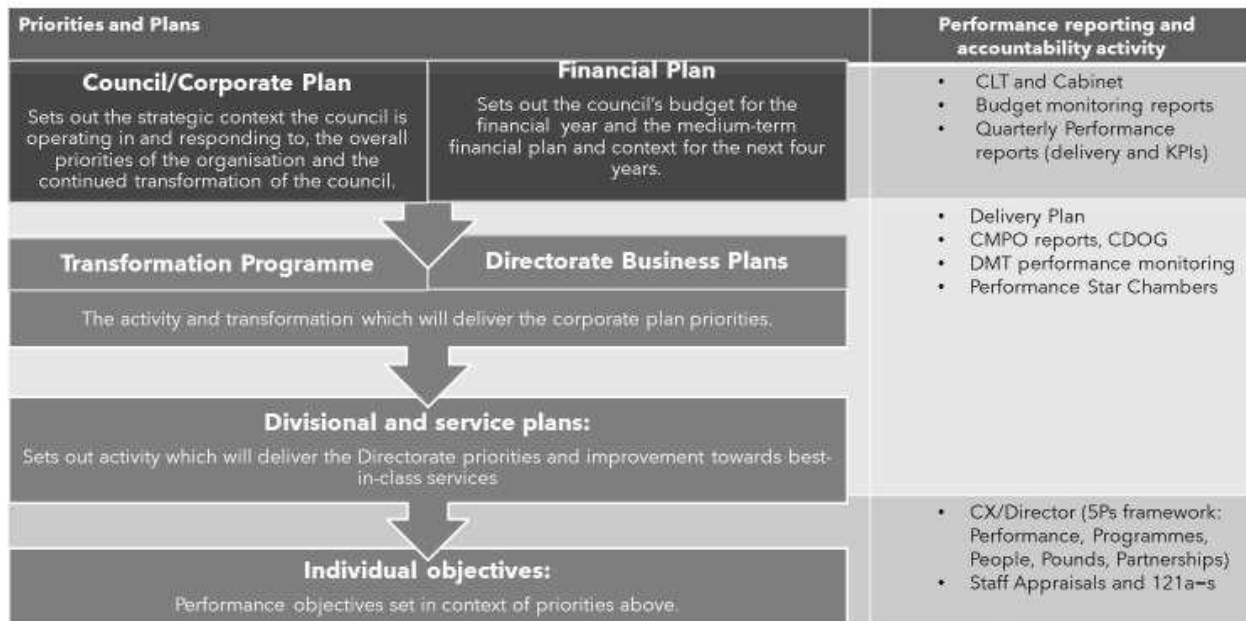 Priorities and Plans
Performance reporting and
accountability activity
Council/Corporate Plan
Sets out the strategic context the council is
operating in and responding to, the overall
priorities of the organisation and the
continued transformation of the council.
Financial Plan
Sets out the council's budget for the
financial year and the medium-term
financial plan and context for the next four
years.
• CLT and Cabinet
• Budget monitoring reports
• Quarterly Performance
reports (delivery and KPIs)
Transformation Programme
Directorate Business Plans
The activity and transformation which will deliver the corporate plan priorities.
• Delivery Plan
• CMPO reports, CDOG
• DMT performance monitoring
• Performance Star Chambers
Divisional and service plans:
Sets out activity which will deliver the Directorate priorities and improvement towards best-
in-class services
Individual objectives:
Performance objectives set in context of priorities above.
• CX/Director (5Ps framework:
Performance, Programmes,
People, Pounds, Partnerships)
• Staff Appraisals and 121a=s